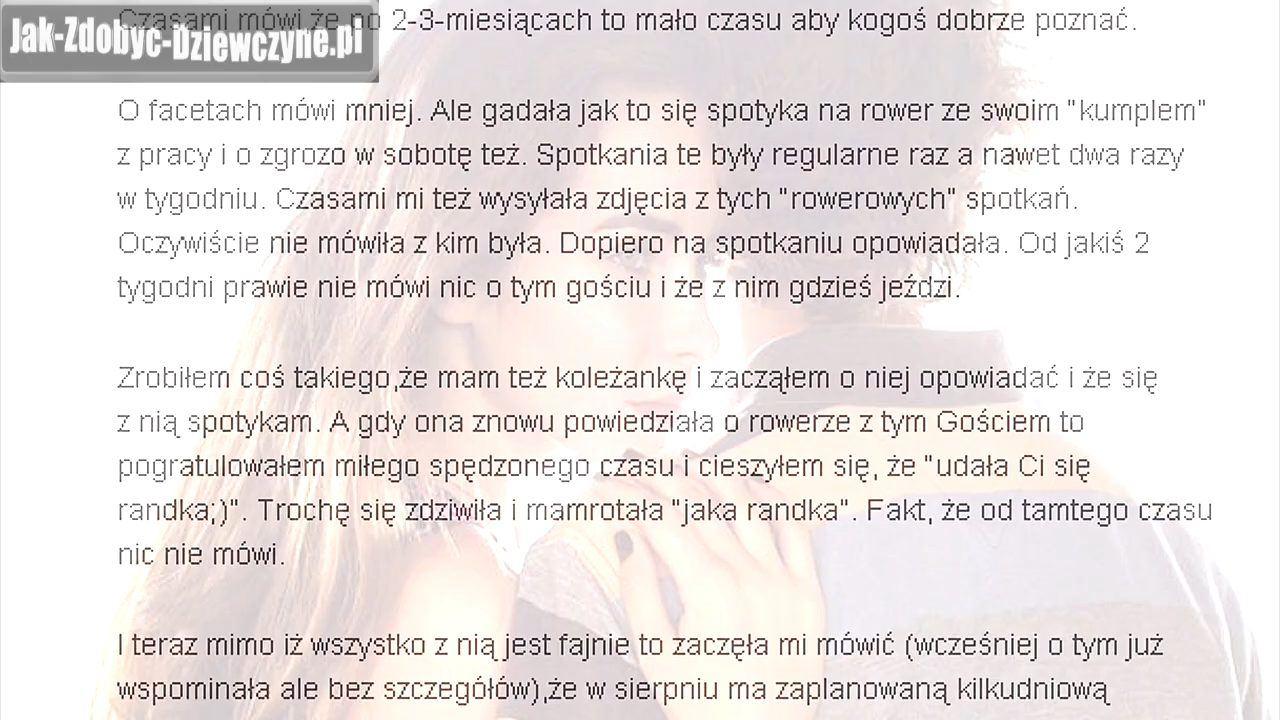 Jak-Zdobyc-Dziewczyne.pl
Czasami mówi że po 2-3-miesiącach to mało czasu aby kogoś dobrze poznać.
O facetach mówi mniej. Ale gadała jak to się spotyka na rower ze swoim "kumplem"
z pracy i o zgrozo w sobotę też. Spotkania te były regularne raz a nawet dwa razy
w tygodniu. Czasami mi też wysyłała zdjęcia z tych "rowerowych" spotkań.
Oczywiście nie mówiła z kim była. Dopiero na spotkaniu opowiadała. Od jakiś 2
tygodni prawie nie mówi nic o tym gościu i że z nim gdzieś jeździ.
Zrobiłem coś takiego,że mam też koleżankę i zacząłem o niej opowiadać i że się
z nią spotykam. A gdy ona znowu powiedziała o rowerze z tym Gościem to
pogratulowałem miłego spędzonego czasu i cieszyłem się, że "udała Ci się
randka;)". Trochę się zdziwiła i mamrotała "jaka randka". Fakt, że od tamtego czasu
nic nie mówi.
I teraz mimo iż wszystko z nią jest fajnie to zaczęła mi mówić (wcześniej o tym już
wspominała ale bez szczegółów),że w sierpniu ma zaplanowaną kilkudniową